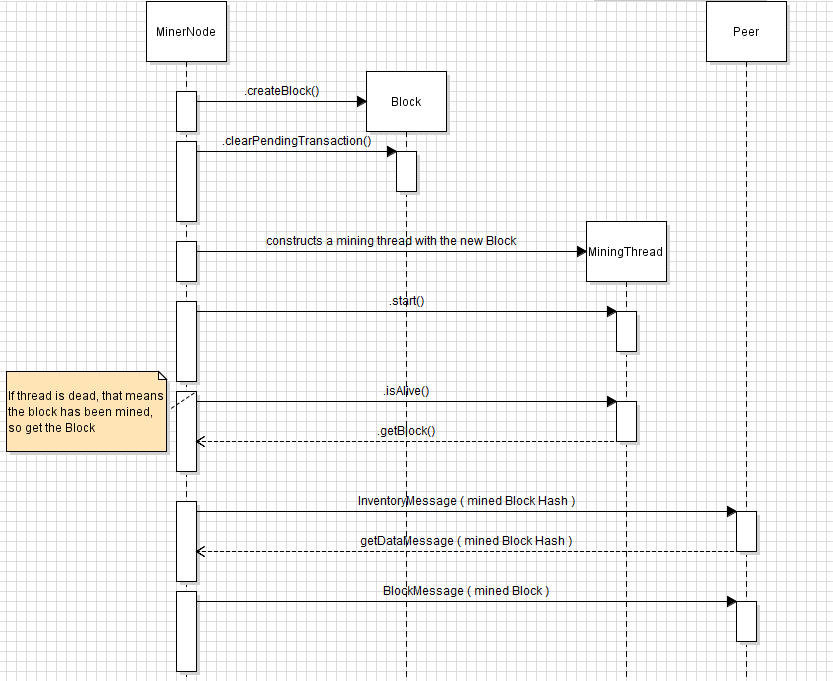 MinerNode
Peer
.createBlock()
Block
.clearPendingTransaction()
constructs a mining thread with the new Block
MiningThread
.start()
If thread is dead, that means
the block has been mined,
so get the Block
.isAlive()
.getBlock()
InventoryMessage ( mined Block Hash )
getDataMessage ( mined Block Hash )
BlockMessage ( mined Block )